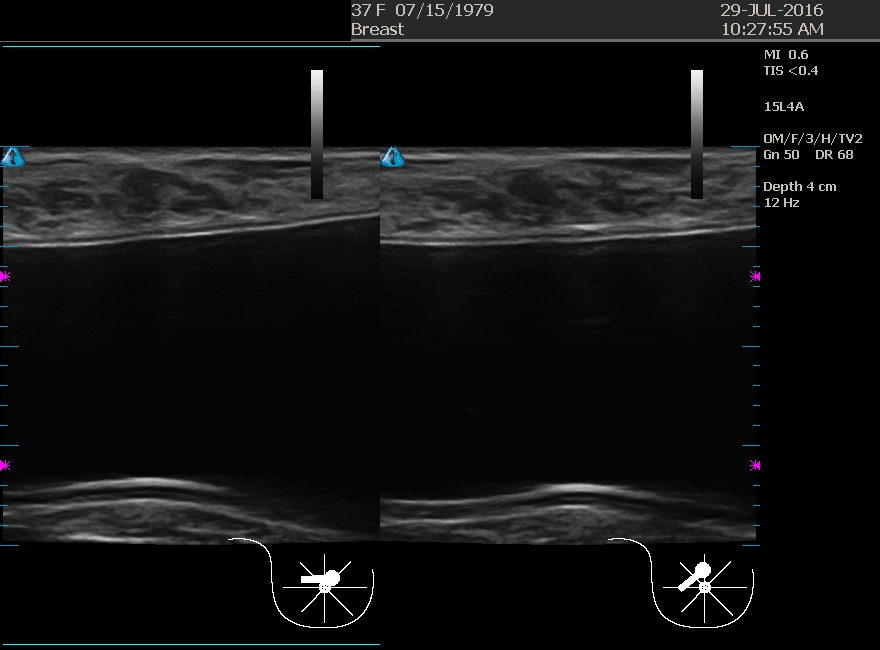 37 F 07/15/1979 29-JUL-2016
Breast 10:27:55 AM
MI 0.6
TIS <0.4
15L4A
OM/F/3/H/TV2
Gn 50 DR 68
Depth 4 cm
12 Hz